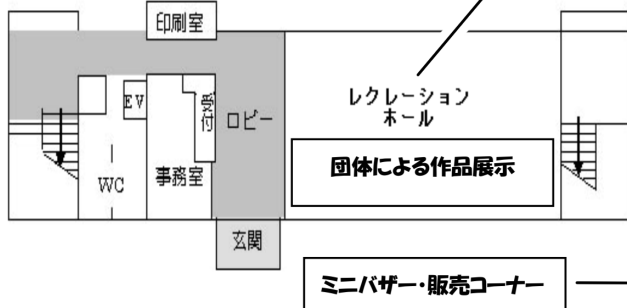 印刷室
EV
受付
ロビー
レクレーション
ホール
WC
事務室
団体による作品展示
玄関
ミニバザー・販売コーナー